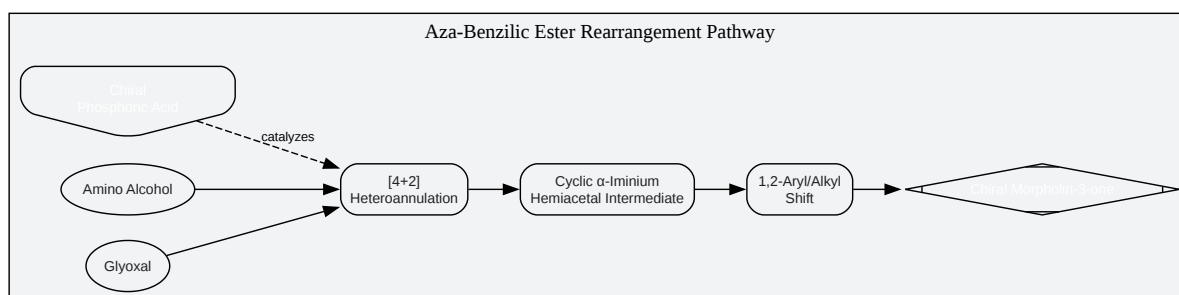 Aza-Benzilic Ester Rearrangement Pathway
Chiral
Phosphoric Acid
catalyzes
Amino Alcohol
Glyoxal
[4+2]
Heteroannulation
Cyclic α-Iminium
Hemiacetal Intermediate
1,2-Aryl/Alkyl
Shift
Chiral Morpholin-3-one